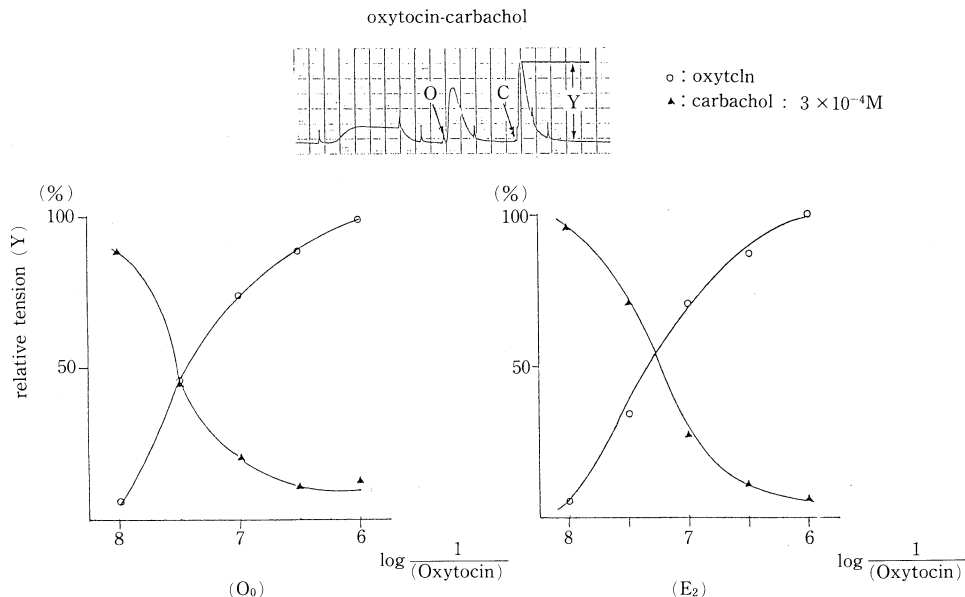 oxytocin-carbachol
O
C
Y
○ : oxytcln
▲ : carbachol : 3 × 10⁻⁴M
(%)
100
50
relative tension (Y)
8
7
6
log 1/(Oxytocin)
(O₀)
(%)
100
50
8
7
6
log 1/(Oxytocin)
(E₂)